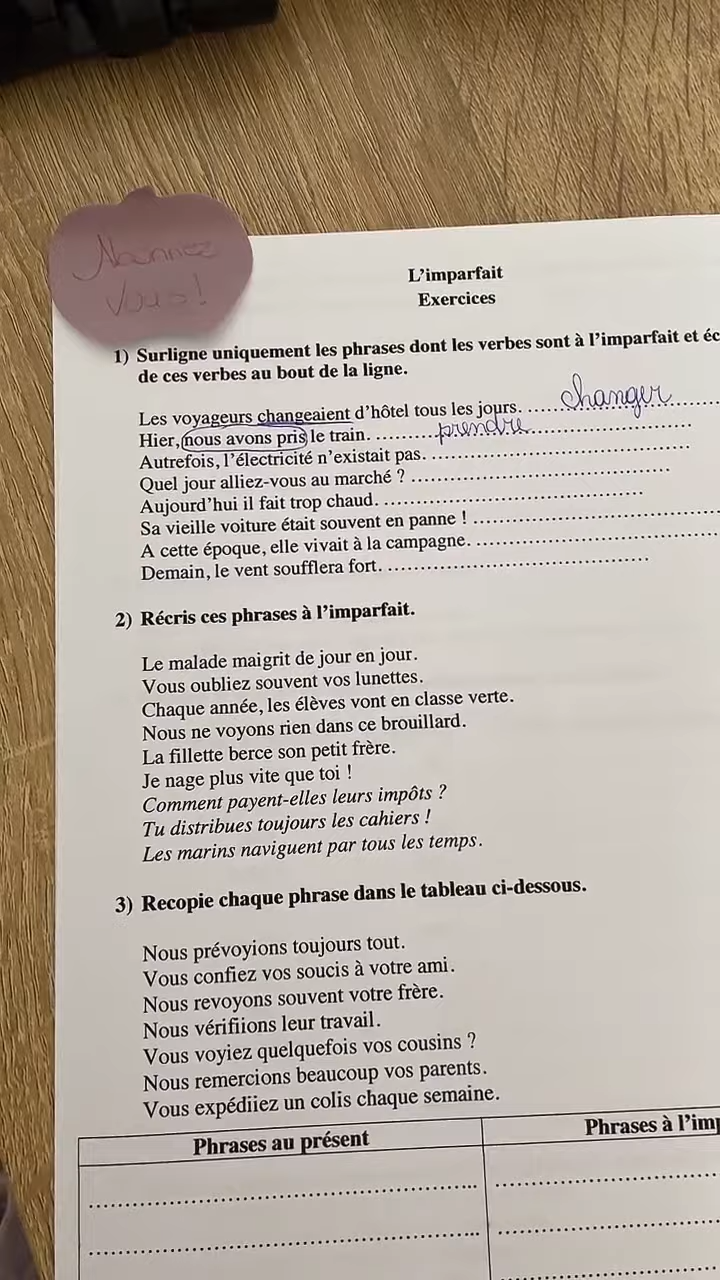 Abonnez
Vous!
L'imparfait
Exercices
1) Surligne uniquement les phrases dont les verbes sont à l'imparfait et éc
de ces verbes au bout de la ligne.
Les voyageurs changeaient d'hôtel tous les jours. ........ changer ........
Hier, nous avons pris le train. ........ prendre ........
Autrefois, l'électricité n'existait pas. ........
Quel jour alliez-vous au marché ? ........
Aujourd'hui il fait trop chaud. ........
Sa vieille voiture était souvent en panne ! ........
A cette époque, elle vivait à la campagne. ........
Demain, le vent soufflera fort. ........
2) Récris ces phrases à l'imparfait.
Le malade maigrit de jour en jour.
Vous oubliez souvent vos lunettes.
Chaque année, les élèves vont en classe verte.
Nous ne voyons rien dans ce brouillard.
La fillette berce son petit frère.
Je nage plus vite que toi !
Comment payent-elles leurs impôts ?
Tu distribues toujours les cahiers !
Les marins naviguent par tous les temps.
3) Recopie chaque phrase dans le tableau ci-dessous.
Nous prévoyions toujours tout.
Vous confiez vos soucis à votre ami.
Nous revoyons souvent votre frère.
Nous vérifiions leur travail.
Vous voyiez quelquefois vos cousins ?
Nous remercions beaucoup vos parents.
Vous expédiiez un colis chaque semaine.
Phrases au présent Phrases à l'imp